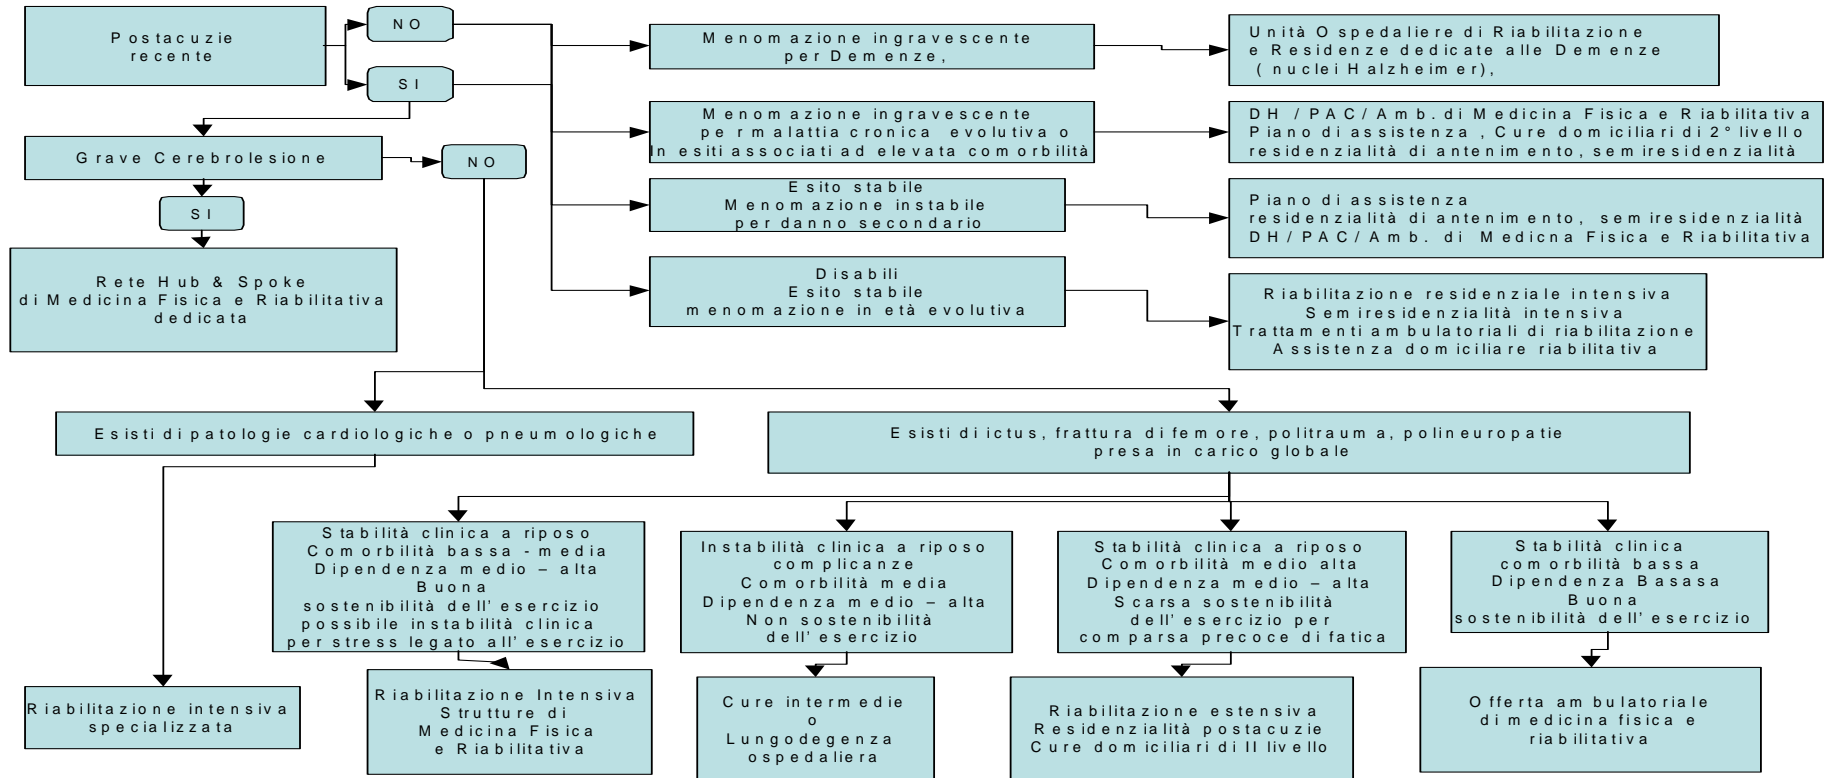 Postacuzie
recente
NO
SI
Menomazione ingravescente
per Demenze,
Unità Ospedaliere di Riabilitazione
e Residenze dedicate alle Demenze
( nuclei Halzheimer),
Menomazione ingravescente
per malattia cronica evolutiva o
In esiti associati ad elevata comorbilità
DH / PAC/ Amb. di Medicina Fisica e Riabilitativa
Piano di assistenza , Cure domiciliari di 2° livello
residenzialità di antenimento, semiresidenzialità
Grave Cerebrolesione
NO
SI
Esito stabile
Menomazione instabile
per danno secondario
Piano di assistenza
residenzialità di antenimento, semiresidenzialità
DH/ PAC/ Amb. di Medicna Fisica e Riabilitativa
Rete Hub & Spoke
di Medicina Fisica e Riabilitativa
dedicata
Disabili
Esito stabile
menomazione in età evolutiva
Riabilitazione residenziale intensiva
Semiresidenzialità intensiva
Trattamenti ambulatoriali di riabilitazione
Assistenza domiciliare riabilitativa
Esisti di patologie cardiologiche o pneumologiche
Esisti di ictus, frattura di femore, politrauma, polineuropatie
presa in carico globale
Stabilità clinica a riposo
Comorbilità bassa - media
Dipendenza medio – alta
Buona
sostenibilità dell' esercizio
possibile instabilità clinica
per stress legato all' esercizio
Instabilità clinica a riposo
complicanze
Comorbilità media
Dipendenza medio – alta
Non sostenibilità
dell' esercizio
Stabilità clinica a riposo
Comorbilità medio alta
Dipendenza medio – alta
Scarsa sostenibilità
dell' esercizio per
comparsa precoce di fatica
Stabilità clinica
comorbilità bassa
Dipendenza Basasa
Buona
sostenibilità dell' esercizio
Riabilitazione intensiva
specializzata
Riabilitazione Intensiva
Strutture di
Medicina Fisica
e Riabilitativa
Cure intermedie
o
Lungodegenza
ospedaliera
Riabilitazione estensiva
Residenzialità postacuzie
Cure domiciliari di II livello
Offerta ambulatoriale
di medicina fisica e
riabilitativa